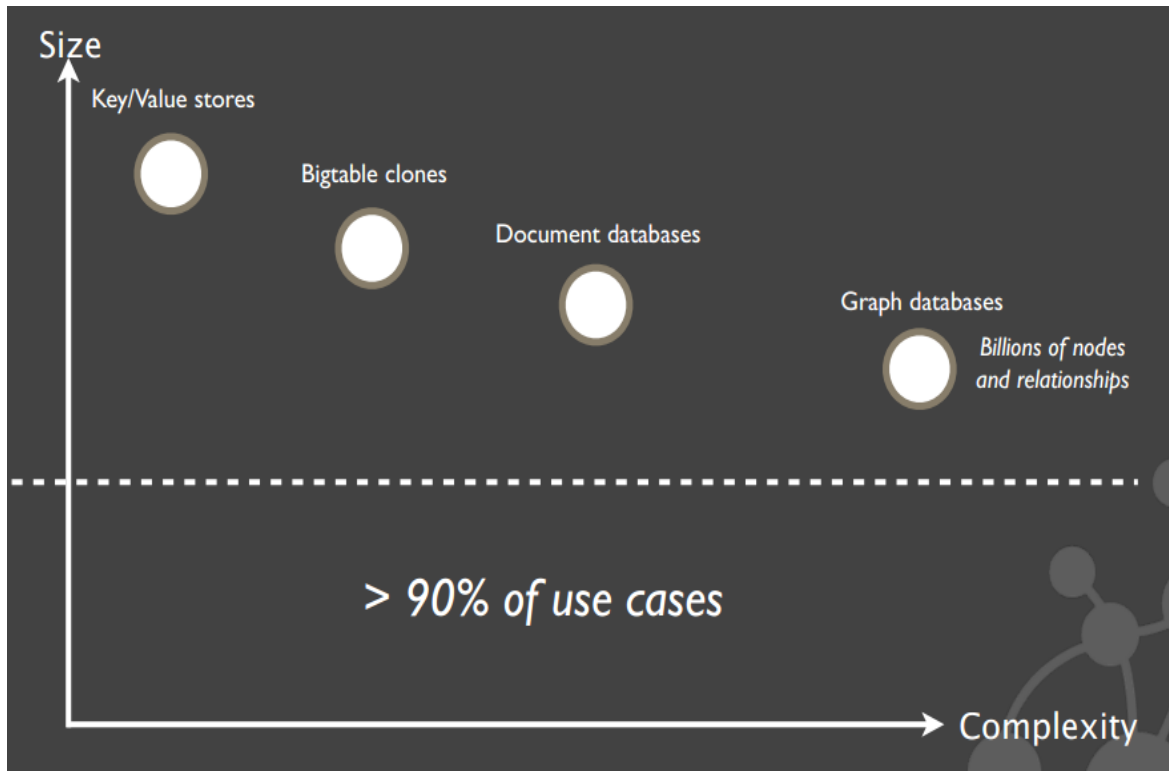 Size
Key/Value stores
Bigtable clones
Document databases
Graph databases
Billions of nodes
and relationships
> 90% of use cases
Complexity